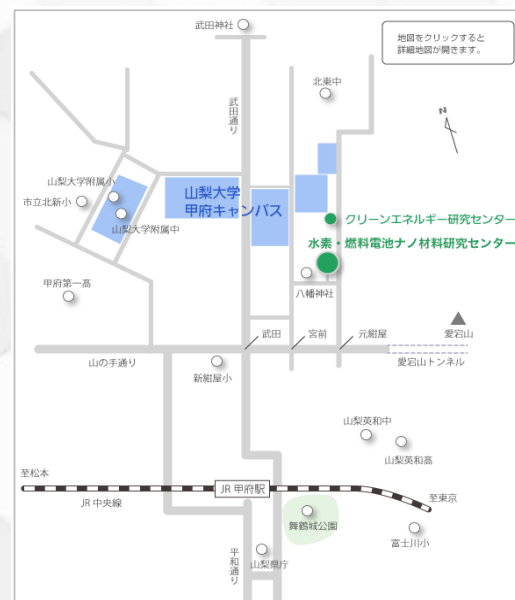 武田神社
地図をクリックすると
詳細地図が開きます。
北東中
武田通り
N
山梨大学附属小
山梨大学
甲府キャンパス
市立北新小
山梨大学附属中
クリーンエネルギー研究センター
水素・燃料電池ナノ材料研究センター
甲府第一高
八幡神社
武田
宮前
元紺屋
愛宕山
山の手通り
愛宕山トンネル
新紺屋小
山梨英和中
山梨英和高
至松本
JR甲府駅
JR中央線
至東京
舞鶴城公園
富士川小
平和通り
山梨県庁